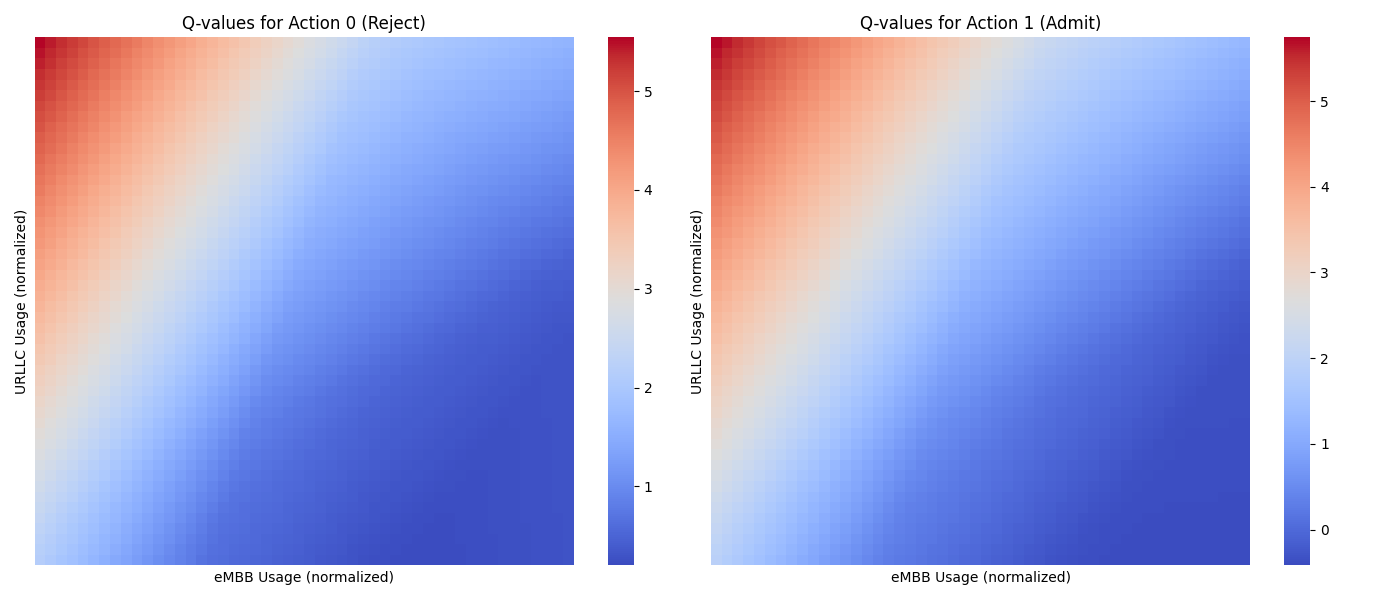 Q-values for Action 0 (Reject)
URLLC Usage (normalized)
eMBB Usage (normalized)
5
4
3
2
1
Q-values for Action 1 (Admit)
URLLC Usage (normalized)
eMBB Usage (normalized)
5
4
3
2
1
0